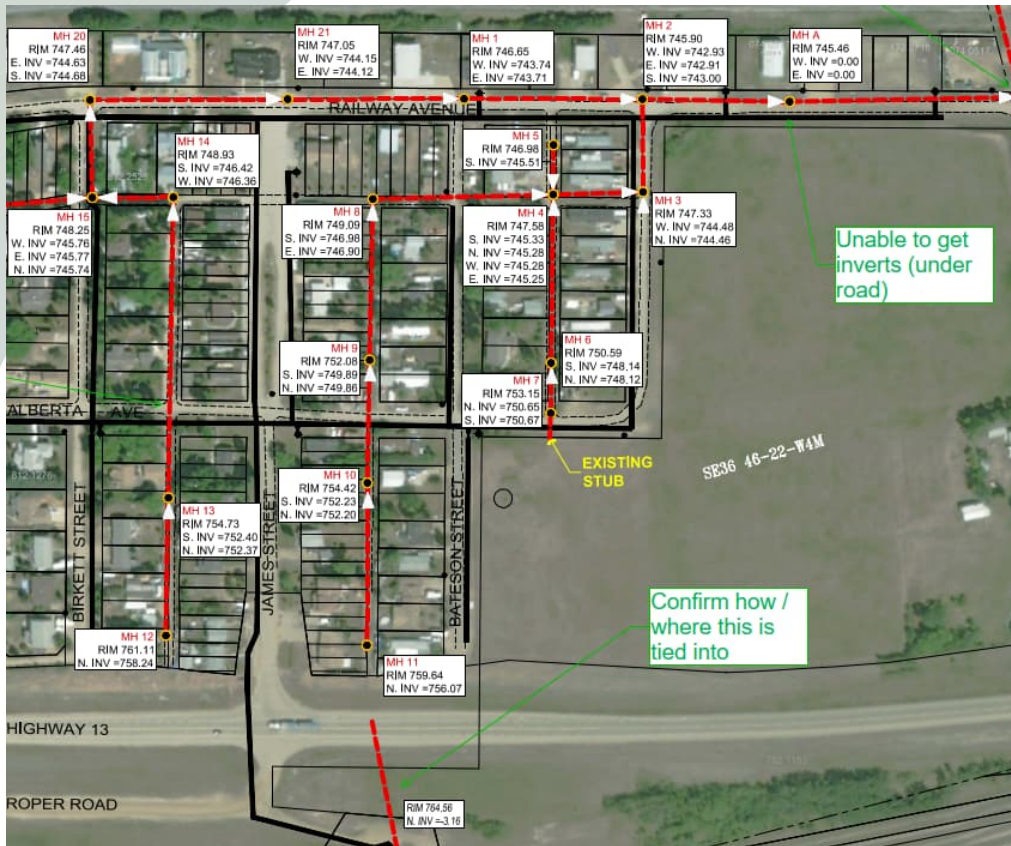 MH 20
RIM 747.46
E. INV =744.63
S. INV =744.68
MH 21
RIM 747.05
W. INV =744.15
E. INV =744.12
MH 1
RIM 746.65
W. INV =743.74
E. INV =743.71
MH 2
RIM 745.90
W. INV =742.93
E. INV =742.91
S. INV =743.00
MH A
RIM 745.46
W. INV =0.00
E. INV =0.00
RAILWAY AVENUE
MH 14
RIM 748.93
S. INV =746.42
W. INV =746.36
MH 5
RIM 746.98
S. INV =745.51
MH 15
RIM 748.25
W. INV =745.76
E. INV =745.77
N. INV =745.74
MH 8
RIM 749.09
S. INV =746.98
E. INV =746.90
MH 4
RIM 747.58
S. INV =745.33
N. INV =745.28
W. INV =745.28
E. INV =745.25
MH 3
RIM 747.33
W. INV =744.48
N. INV =744.46
Unable to get
inverts (under
road)
MH 9
RIM 752.08
S. INV =749.89
N. INV =749.86
MH 6
RIM 750.59
S. INV =748.14
N. INV =748.12
MH 7
RIM 753.15
N. INV =750.65
S. INV =750.67
ALBERTA AVE
EXISTING
STUB
SE36 46-22-W4M
MH 10
RIM 754.42
S. INV =752.23
N. INV =752.20
MH 13
RIM 754.73
S. INV =752.40
N. INV =752.37
BIRKETT STREET
JAMES STREET
BATESON STREET
Confirm how /
where this is
tied into
MH 12
RIM 761.11
N. INV =758.24
MH 11
RIM 759.64
N. INV =756.07
HIGHWAY 13
ROPER ROAD
RIM 764.56
N. INV =-3.16